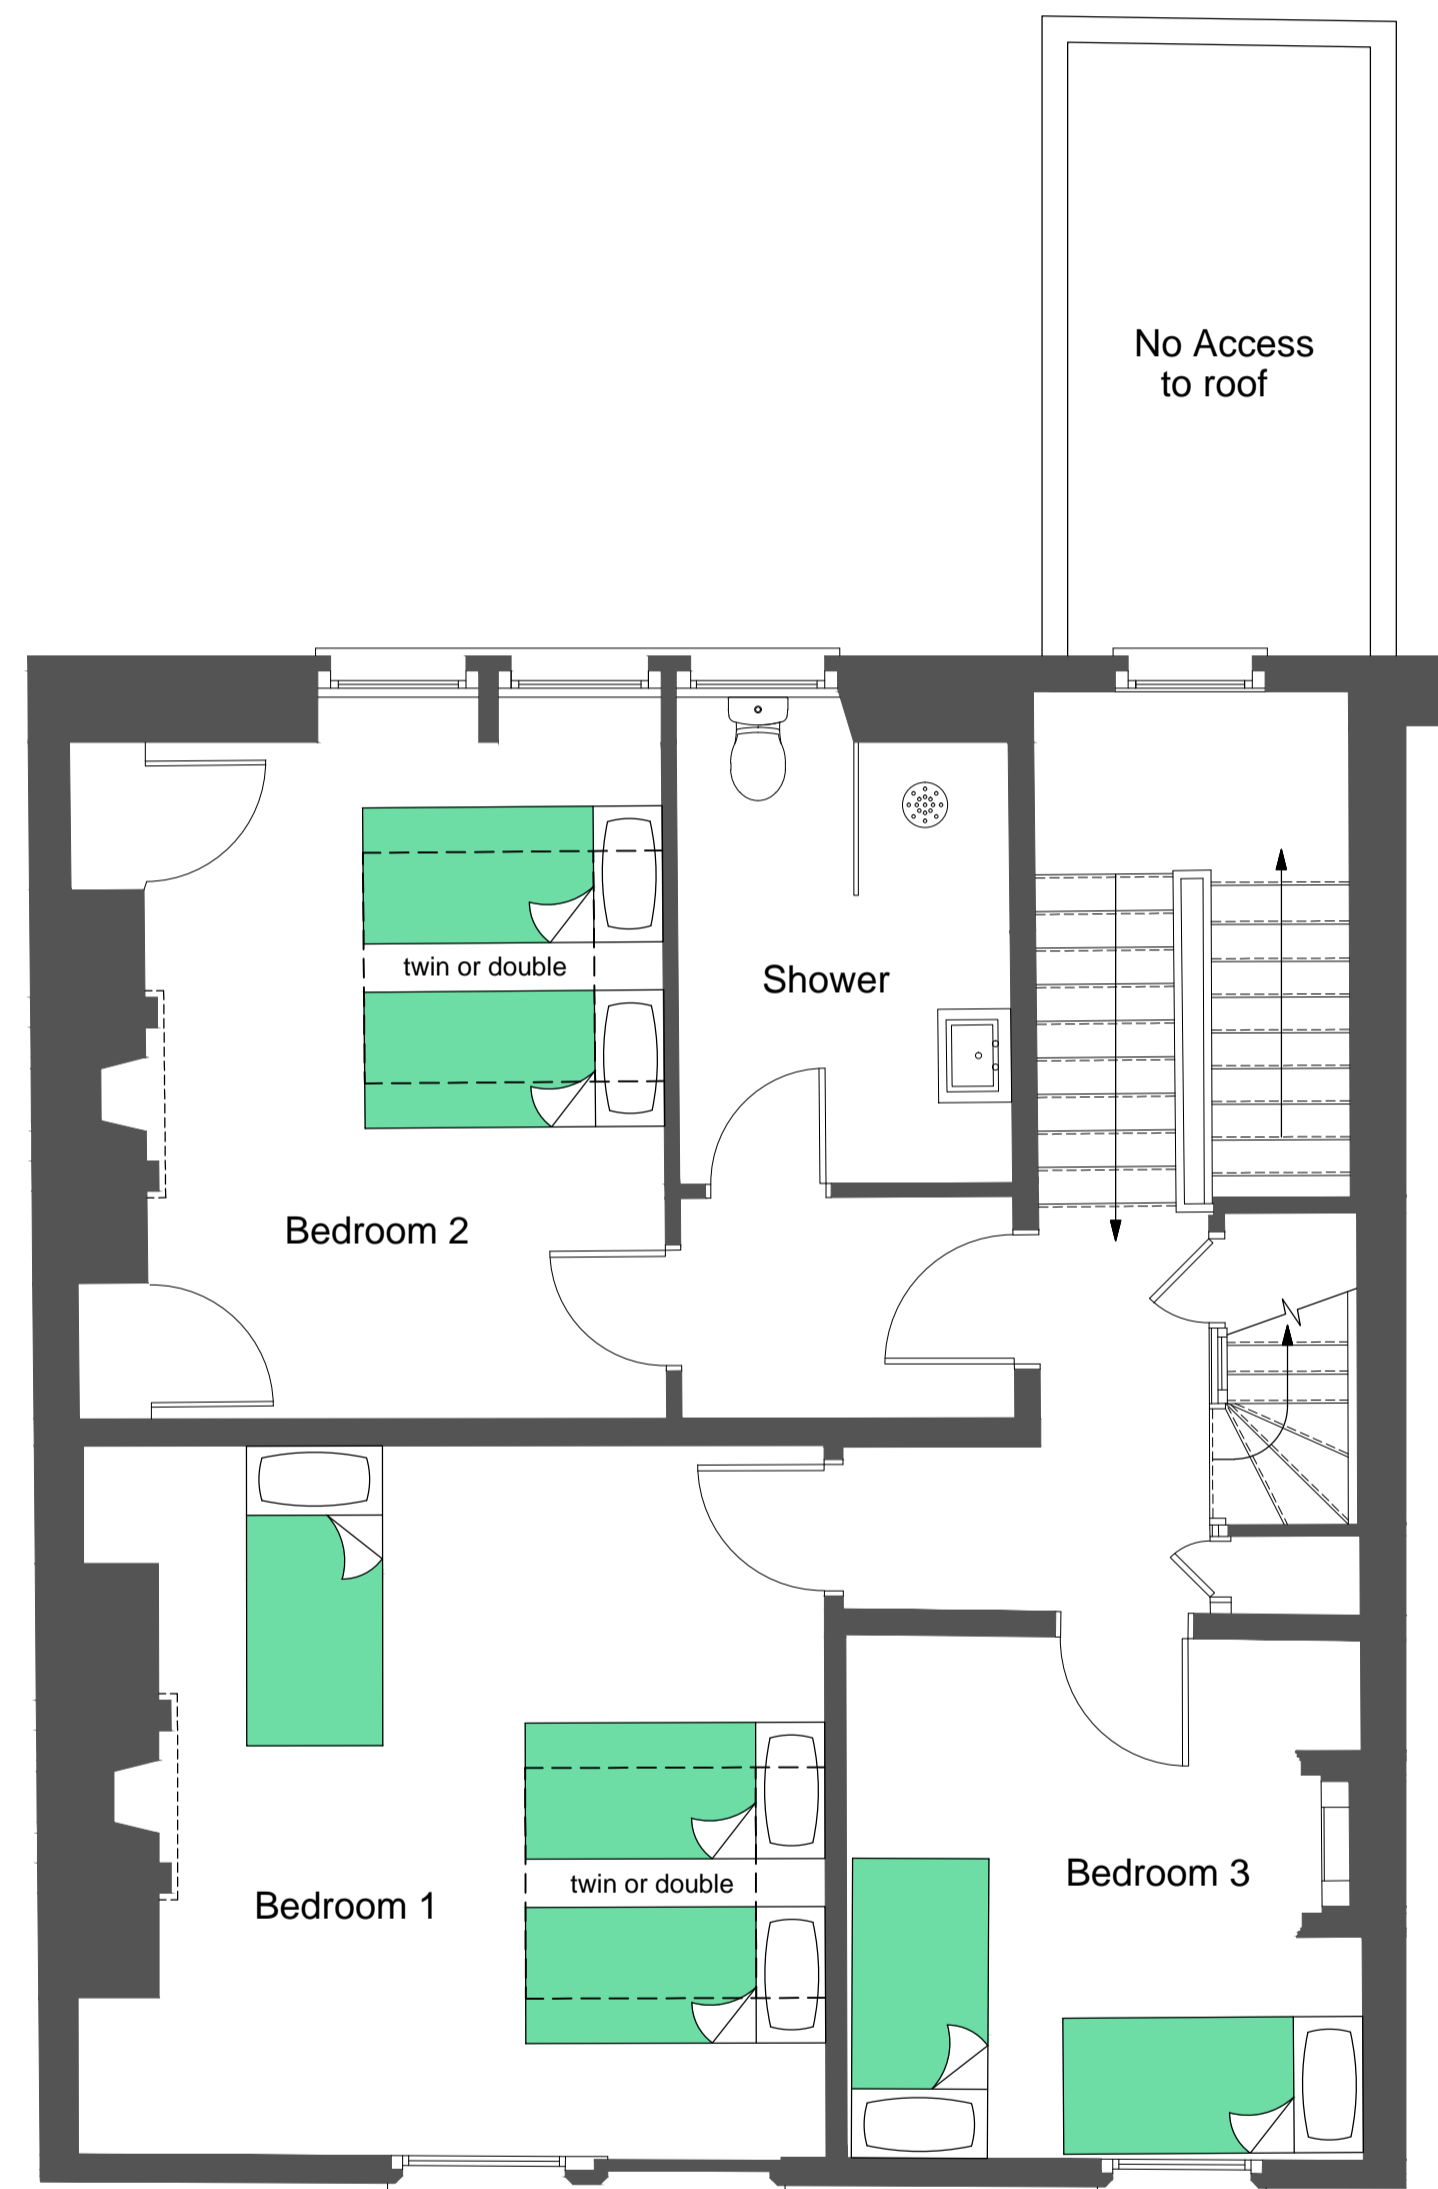 No Access
to roof
twin or double
Shower
Bedroom 2
twin or double
Bedroom 1
Bedroom 3